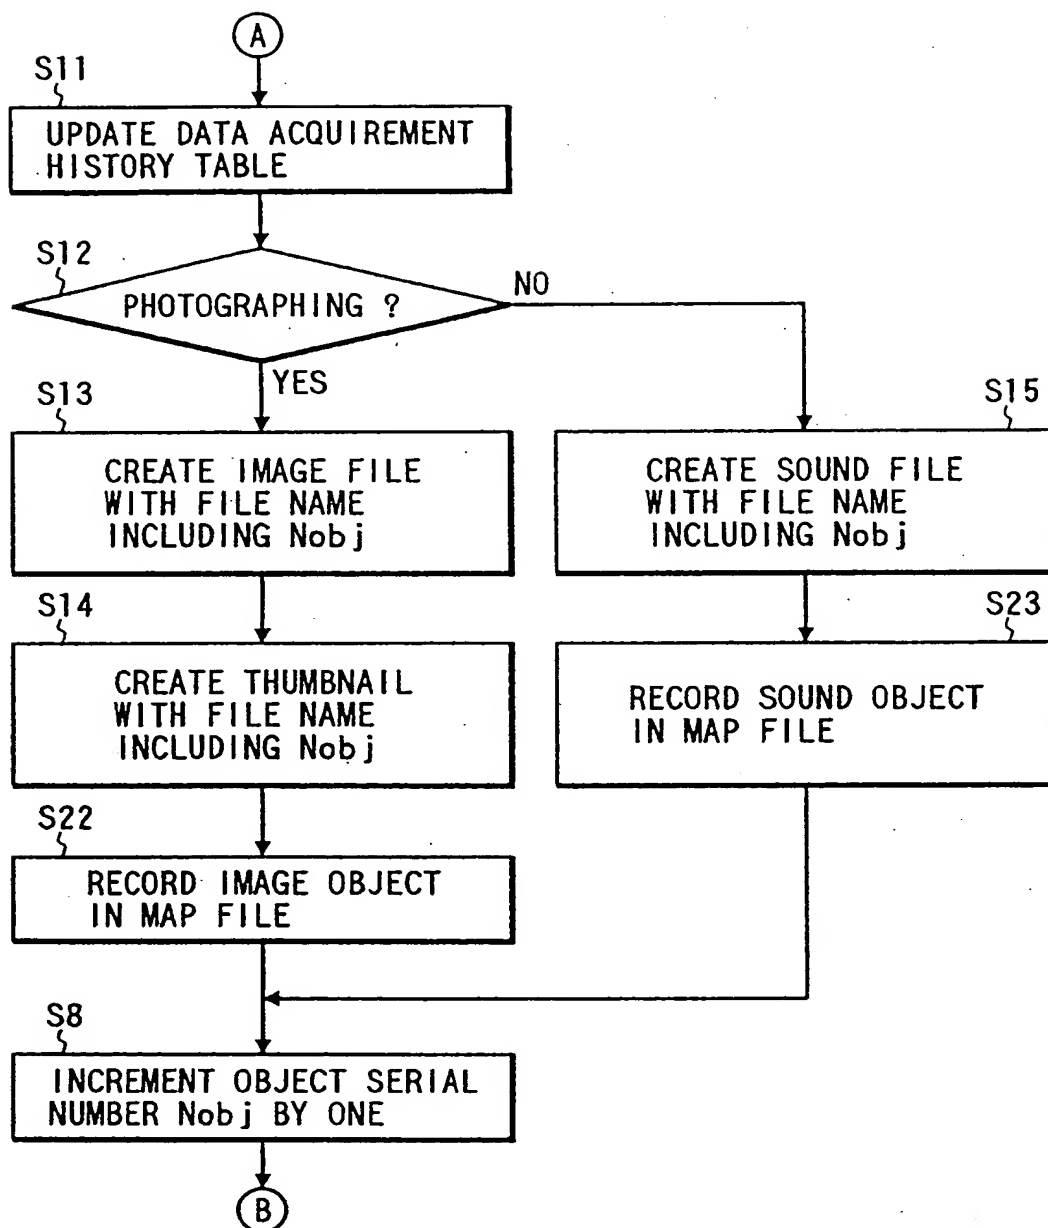 A
S11
UPDATE DATA ACQUIREMENT
HISTORY TABLE
S12
PHOTOGRAPHING ?
NO
YES
S13
CREATE IMAGE FILE
WITH FILE NAME
INCLUDING Nobj
S15
CREATE SOUND FILE
WITH FILE NAME
INCLUDING Nobj
S14
CREATE THUMBNAIL
WITH FILE NAME
INCLUDING Nobj
S23
RECORD SOUND OBJECT
IN MAP FILE
S22
RECORD IMAGE OBJECT
IN MAP FILE
S8
INCREMENT OBJECT SERIAL
NUMBER Nobj BY ONE
B